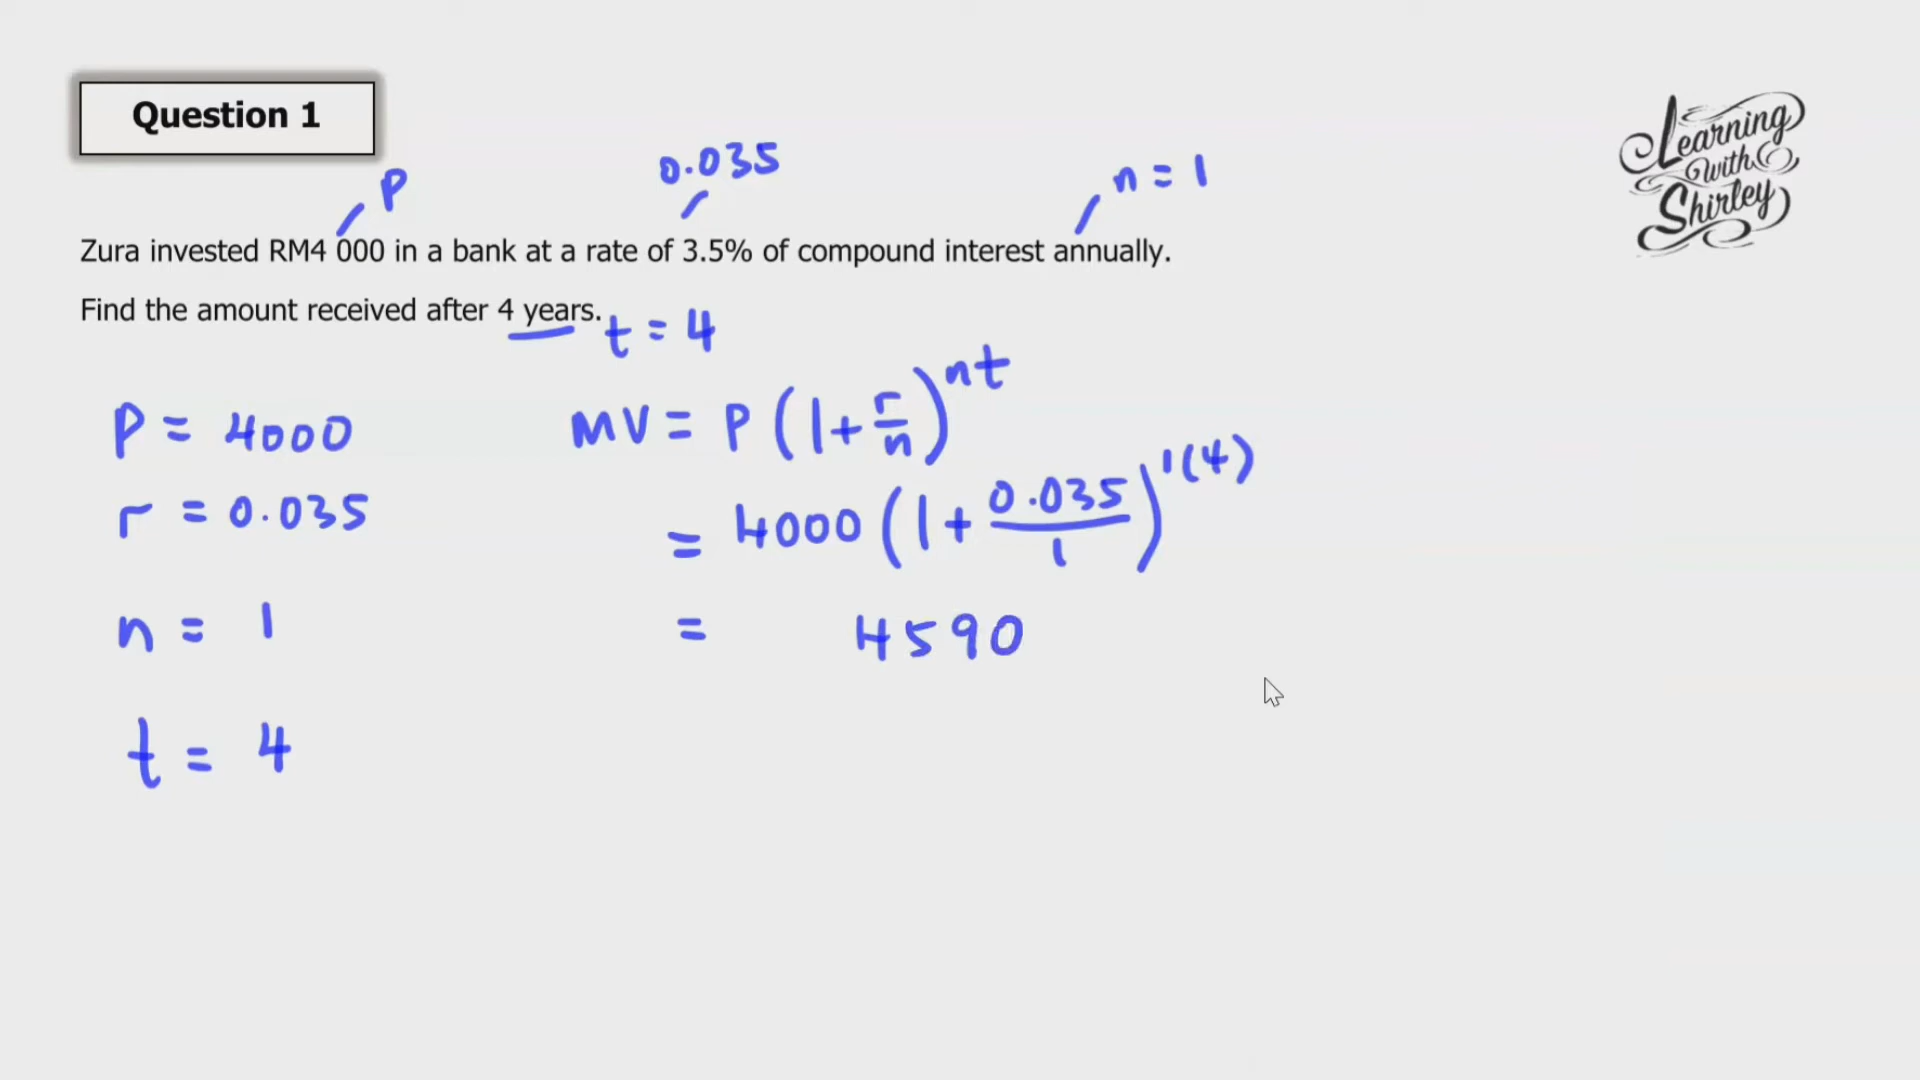 Question 1
Learning
with
Shirley
P
0.035
n = 1
Zura invested RM4 000 in a bank at a rate of 3.5% of compound interest annually.
Find the amount received after 4 years.
t = 4
P = 4000
MV = P (1 + r/n)^nt
r = 0.035
= 4000 (1 + 0.035/1)^1(4)
n = 1
= 4590
t = 4